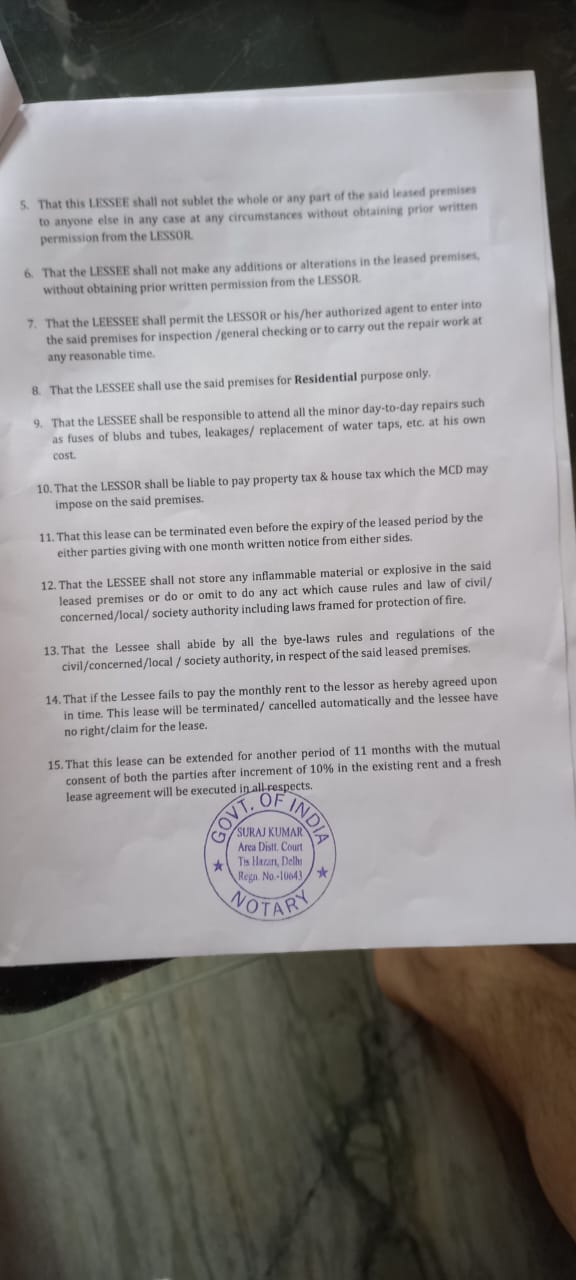 5. That this LESSEE shall not sublet the whole or any part of the said leased premises
to anyone else in any case at any circumstances without obtaining prior written
permission from the LESSOR.
6. That the LESSEE shall not make any additions or alterations in the leased premises,
without obtaining prior written permission from the LESSOR.
7. That the LEESSEE shall permit the LESSOR or his/her authorized agent to enter into
the said premises for inspection /general checking or to carry out the repair work at
any reasonable time.
8. That the LESSEE shall use the said premises for Residential purpose only.
9. That the LESSEE shall be responsible to attend all the minor day-to-day repairs such
as fuses of blubs and tubes, leakages/ replacement of water taps, etc. at his own
cost.
10. That the LESSOR shall be liable to pay property tax & house tax which the MCD may
impose on the said premises.
11. That this lease can be terminated even before the expiry of the leased period by the
either parties giving with one month written notice from either sides.
12. That the LESSEE shall not store any inflammable material or explosive in the said
leased premises or do or omit to do any act which cause rules and law of civil/
concerned/local/ society authority including laws framed for protection of fire.
13. That the Lessee shall abide by all the bye-laws rules and regulations of the
civil/concerned/local / society authority, in respect of the said leased premises.
14. That if the Lessee fails to pay the monthly rent to the lessor as hereby agreed upon
in time. This lease will be terminated/ cancelled automatically and the lessee have
no right/claim for the lease.
15. That this lease can be extended for another period of 11 months with the mutual
consent of both the parties after increment of 10% in the existing rent and a fresh
lease agreement will be executed in all respects.
GOVT. OF INDIA
SURAJ KUMAR
Area Distt. Court
Tis Hazari, Delhi
Regn. No.-10643
NOTARY